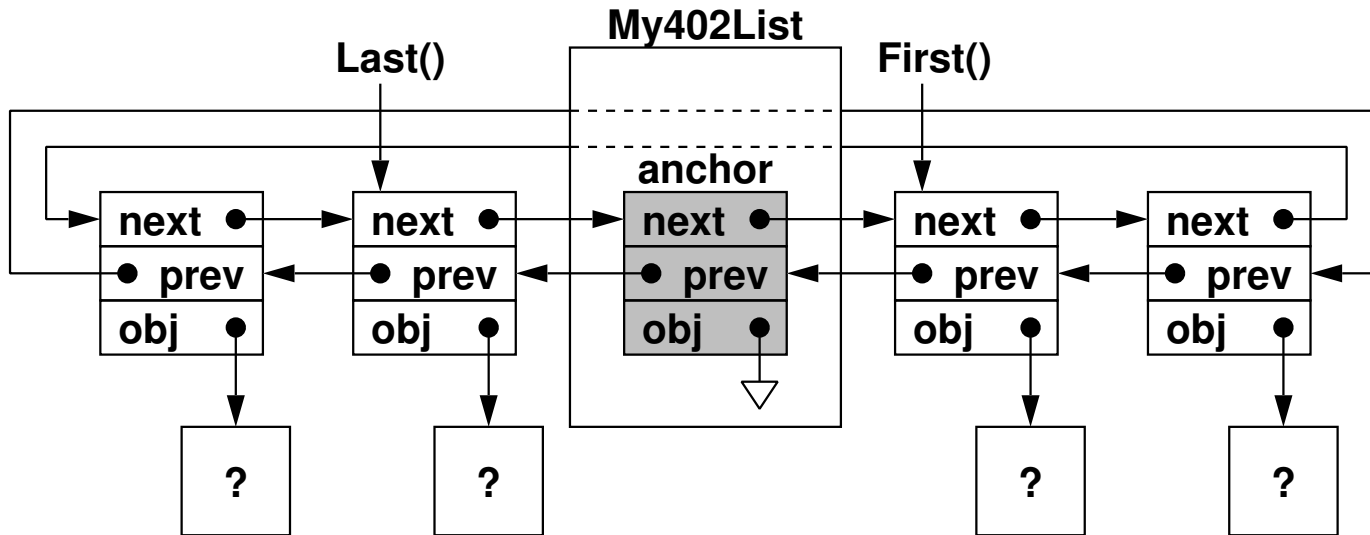 My402List
Last() First()
anchor
next next next next next
prev prev prev prev prev
obj obj obj obj obj
? ? ? ?